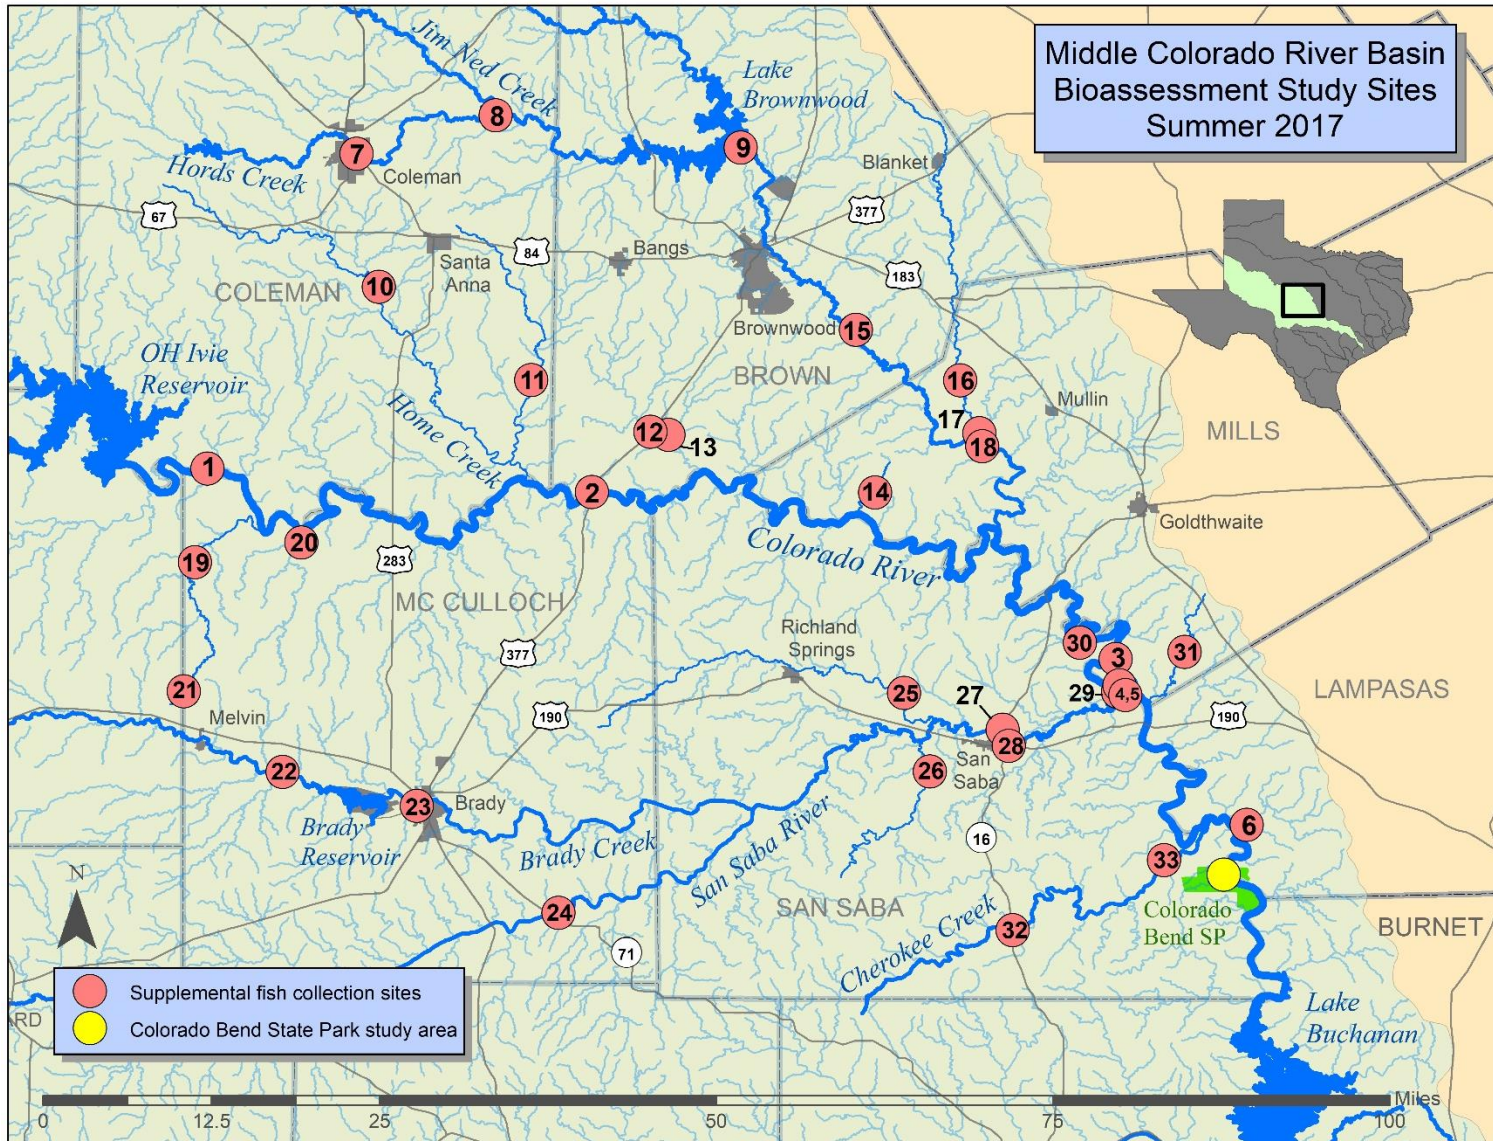 Middle Colorado River Basin
Bioassessment Study Sites
Summer 2017
Jim Ned Creek
Lake
Brownwood
8
9
7
Blanket
Hords Creek
Coleman
67
377
Santa
Anna
84
Bangs
183
10
COLEMAN
Brownwood
15
OH Ivie
Reservoir
11
BROWN
16
Mullin
Home Creek
12
13
17
18
MILLS
1
2
14
Goldthwaite
20
19
283
Colorado River
MC CULLOCH
377
Richland
Springs
30
3
31
21
25
27
29
4,5
LAMPASAS
Melvin
190
190
28
San
Saba
22
26
23
Brady
Brady
Reservoir
Brady Creek
San Saba River
16
6
33
N
24
SAN SABA
Colorado
Bend SP
BURNET
32
Cherokee Creek
71
Supplemental fish collection sites
Colorado Bend State Park study area
ARD
Lake
Buchanan
Miles
0
12.5
25
50
75
100